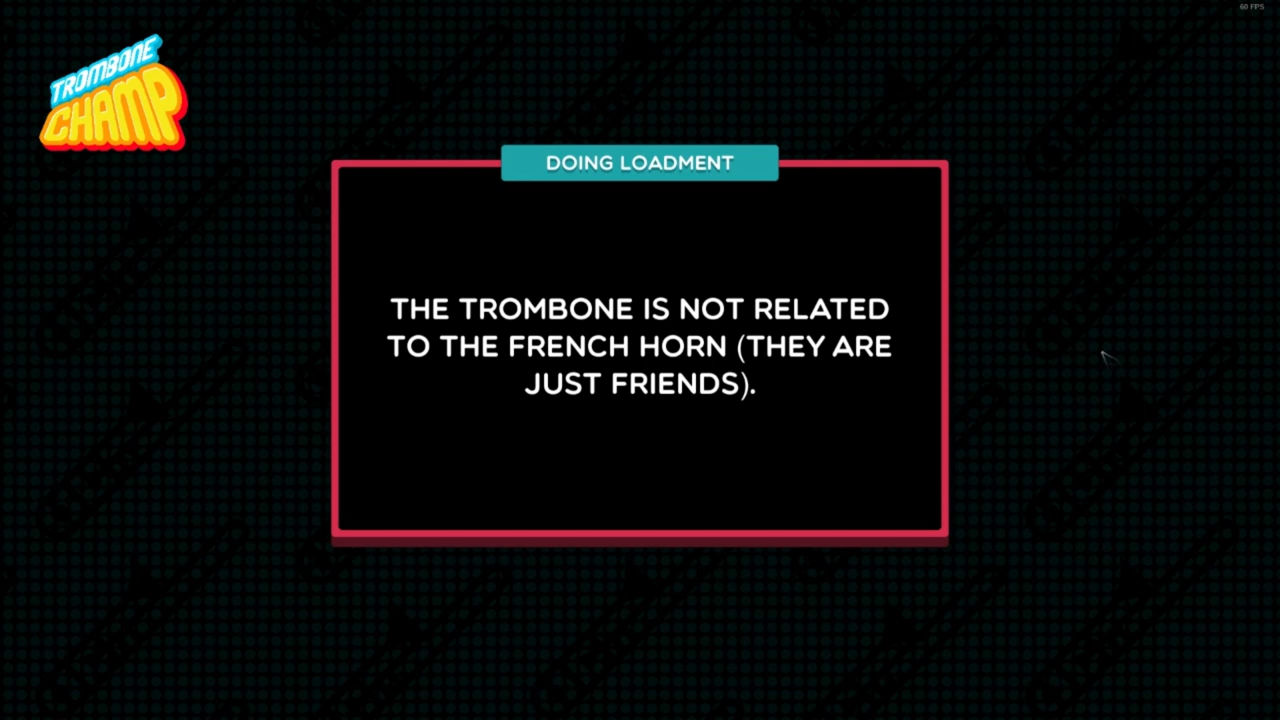 60 FPS
TROMBONE
CHAMP
DOING LOADMENT
THE TROMBONE IS NOT RELATED
TO THE FRENCH HORN (THEY ARE
JUST FRIENDS).